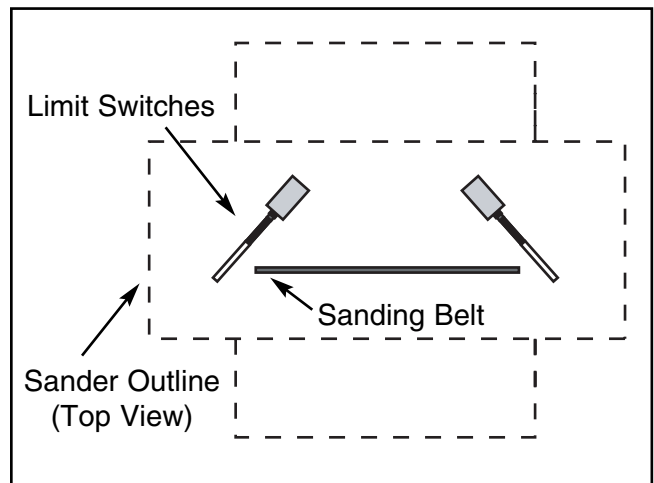 Limit Switches
Sanding Belt
Sander Outline
(Top View)